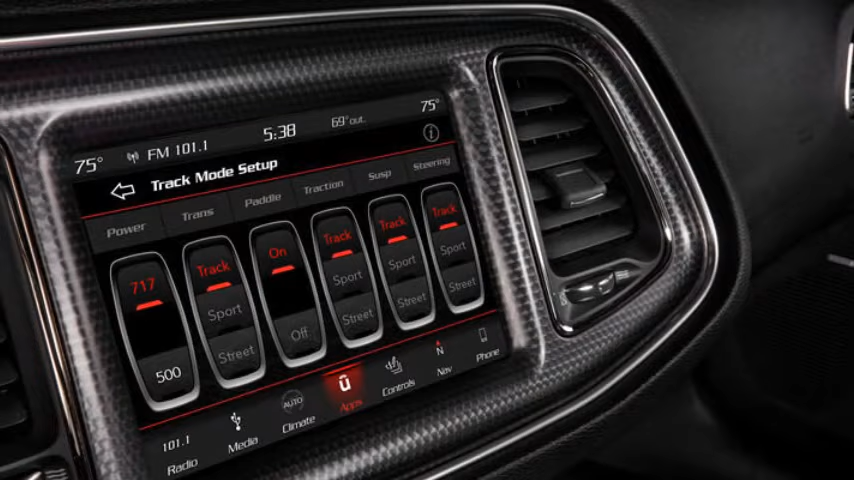 75° FM 101.1 5:38 69° out. 75°
Track Mode Setup i
Power Trans Paddle Traction Susp Steering
717 Track On Track Track Track
Sport Sport Sport Sport
500 Street Off Street Street Street
101.1 AUTO N
Radio Media Climate Apps Controls Nav Phone